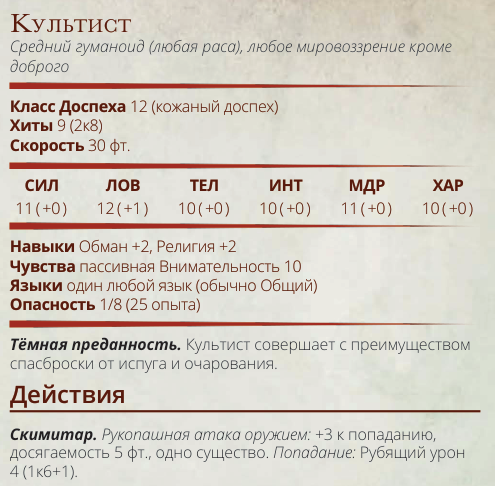 Культист
Средний гуманоид (любая раса), любое мировоззрение кроме
доброго
Класс Доспеха 12 (кожаный доспех)
Хиты 9 (2к8)
Скорость 30 фт.
СИЛ ЛОВ ТЕЛ ИНТ МДР ХАР
11 (+0) 12 (+1) 10 (+0) 10 (+0) 11 (+0) 10 (+0)
Навыки Обман +2, Религия +2
Чувства пассивная Внимательность 10
Языки один любой язык (обычно Общий)
Опасность 1/8 (25 опыта)
Тёмная преданность. Культист совершает с преимуществом
спасброски от испуга и очарования.
Действия
Скимитар. Рукопашная атака оружием: +3 к попаданию,
досягаемость 5 фт., одно существо. Попадание: Рубящий урон
4 (1к6+1).